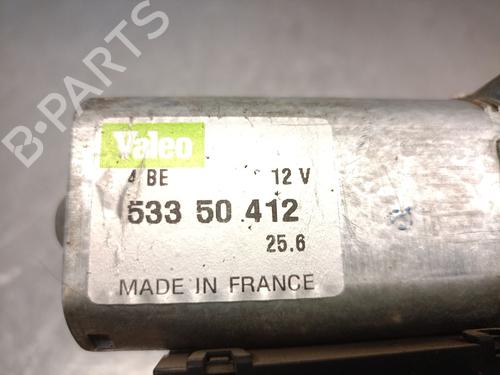 B-PARTS
Valeo
4 BE 12 V
533 50 412
25.6
MADE IN FRANCE